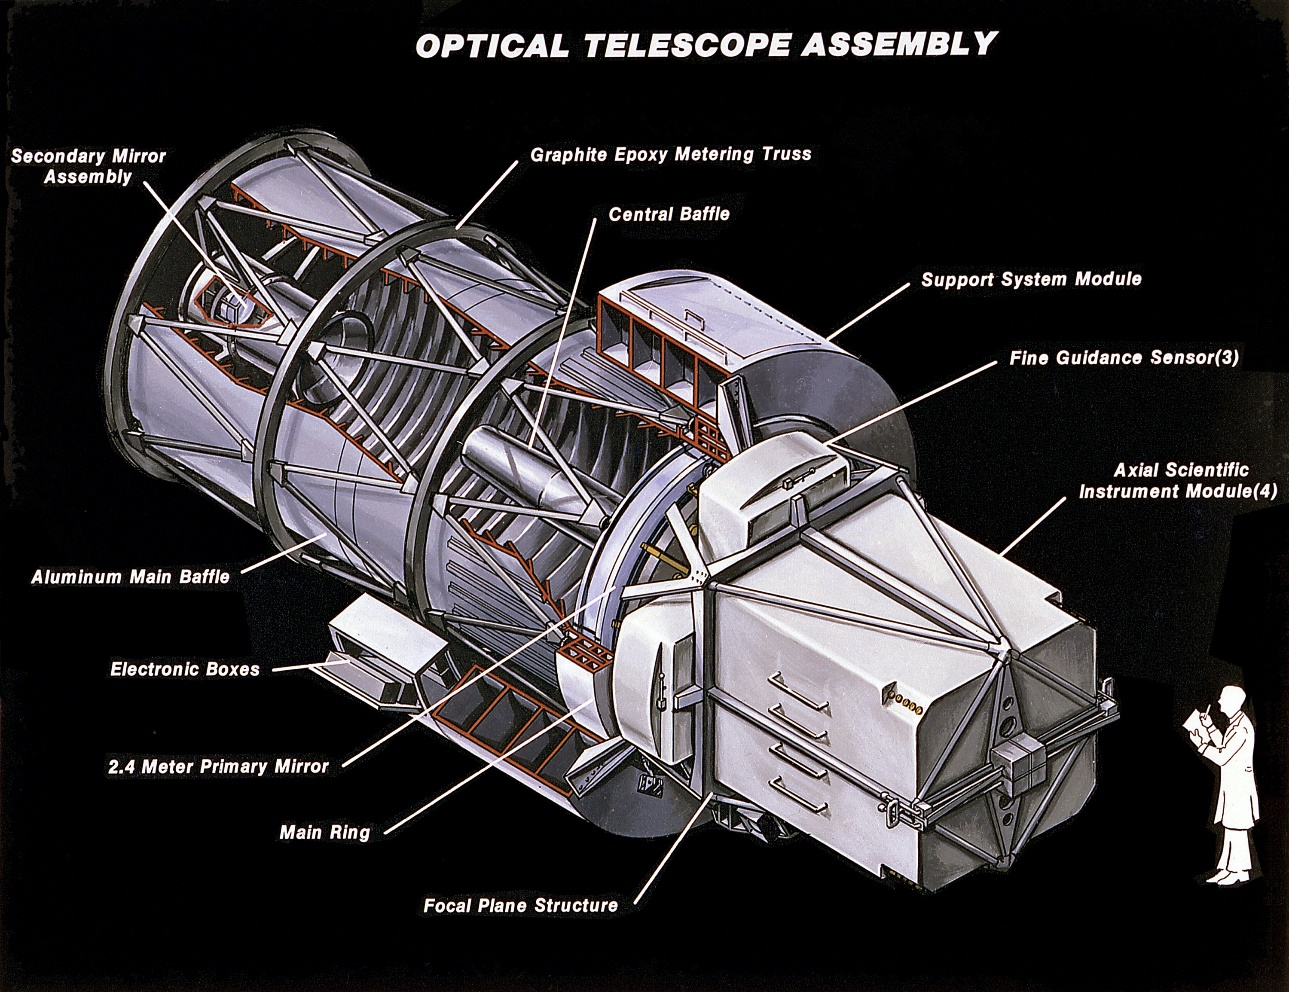 OPTICAL TELESCOPE ASSEMBLY
Secondary Mirror
Assembly
Graphite Epoxy Metering Truss
Central Baffle
Support System Module
Fine Guidance Sensor(3)
Axial Scientific
Instrument Module(4)
Aluminum Main Baffle
Electronic Boxes
2.4 Meter Primary Mirror
Main Ring
Focal Plane Structure